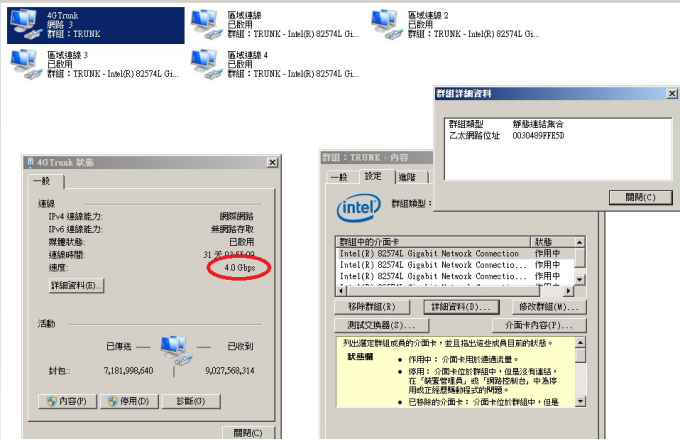 4GTrunk
網路 3
群組：TRUNK
區域連線
已啟用
群組：TRUNK - Intel(R) 82574L Gi...
區域連線 2
已啟用
群組：TRUNK - Intel(R) 82574L Gi...
區域連線 3
已啟用
群組：TRUNK - Intel(R) 82574L Gi...
區域連線 4
已啟用
群組：TRUNK - Intel(R) 82574L Gi...
群組詳細資料
群組類型 靜態連結集合
乙太網路位址 0030489FFE5D
關閉(C)
4GTrunk 狀態
一般
連線
IPv4 連線能力: 網際網路
IPv6 連線能力: 無網路存取
媒體狀態: 已啟用
連線時間: 31 天
速度: 4.0 Gbps
詳細資料(E)...
活動
已傳送 — — 已收到
封包: 7,181,998,640 9,027,568,314
內容(P)
停用(D)
診斷(G)
關閉(C)
群組：TRUNK - 內容
一般
設定
進階
intel
群組類型：
群組中的介面卡 狀態
Intel(R) 82574L Gigabit Network Connection 作用中
Intel(R) 82574L Gigabit Network Connectio... 作用中
Intel(R) 82574L Gigabit Network Connectio... 作用中
移除群組(R)
詳細資料(D)...
修改群組(M)...
測試交換器(S)...
介面卡內容(P)...
列出選定群組成員的介面卡，並且指出這些成員目前的狀態。
狀態欄
● 作用中： 介面卡用於通過流量。
● 停用： 介面卡位於群組中，但是沒有連結，
在「裝置管理員」或「網路控制台」中為停
用或正經歷驅動程式的問題。
● 已移除的介面卡： 介面卡位於群組中，但是